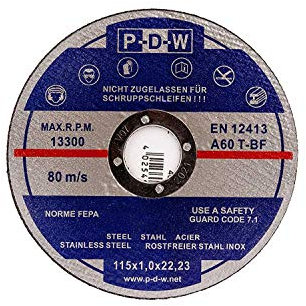 P-D-W
NICHT ZUGELASSEN FÜR
SCHRUPPSCHLEIFEN!!!
MAX.R.P.M.
13300
EN 12413
A60 T-BF
80 m/s
NORME FEPA
USE A SAFETY
GUARD CODE 7.1
STEEL STAHL ACIER
STAINLESS STEEL ROSTFREIER STAHL INOX
115x1,0x22,23
www.p-d-w.net